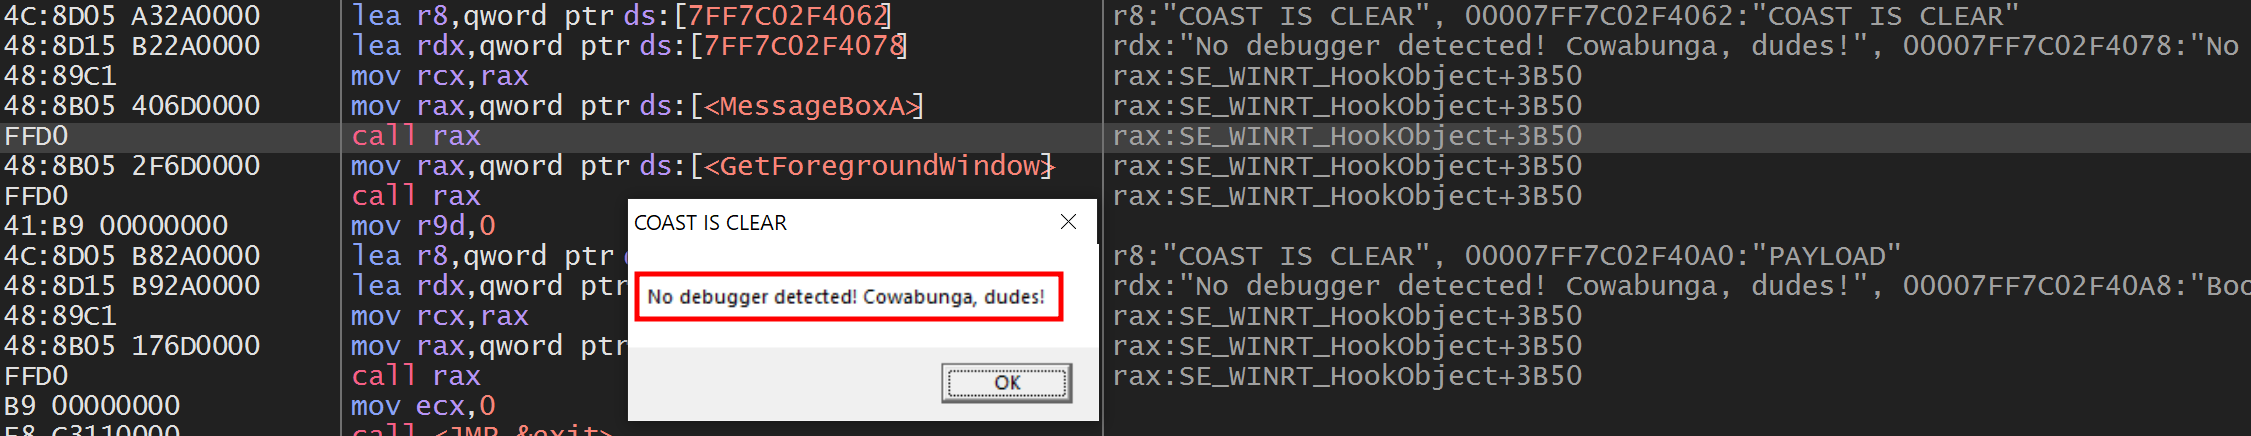 4C:8D05 A32A0000 lea r8,qword ptr ds:[7FF7C02F4062] r8:"COAST IS CLEAR", 00007FF7C02F4062:"COAST IS CLEAR"
48:8D15 B22A0000 lea rdx,qword ptr ds:[7FF7C02F4078] rdx:"No debugger detected! Cowabunga, dudes!", 00007FF7C02F4078:"No
48:89C1 mov rcx,rax rax:SE_WINRT_HookObject+3B50
48:8B05 406D0000 mov rax,qword ptr ds:[<MessageBoxA>] rax:SE_WINRT_HookObject+3B50
FFD0 call rax rax:SE_WINRT_HookObject+3B50
48:8B05 2F6D0000 mov rax,qword ptr ds:[<GetForegroundWindow>] rax:SE_WINRT_HookObject+3B50
FFD0 call rax rax:SE_WINRT_HookObject+3B50
41:B9 00000000 mov r9d,0
4C:8D05 B82A0000 lea r8,qword ptr r8:"COAST IS CLEAR", 00007FF7C02F40A0:"PAYLOAD"
48:8D15 B92A0000 lea rdx,qword ptr rdx:"No debugger detected! Cowabunga, dudes!", 00007FF7C02F40A8:"Boo
48:89C1 mov rcx,rax rax:SE_WINRT_HookObject+3B50
48:8B05 176D0000 mov rax,qword ptr rax:SE_WINRT_HookObject+3B50
FFD0 call rax rax:SE_WINRT_HookObject+3B50
B9 00000000 mov ecx,0
E8 C3110000 call <JMP.&exit>
COAST IS CLEAR
No debugger detected! Cowabunga, dudes!
OK